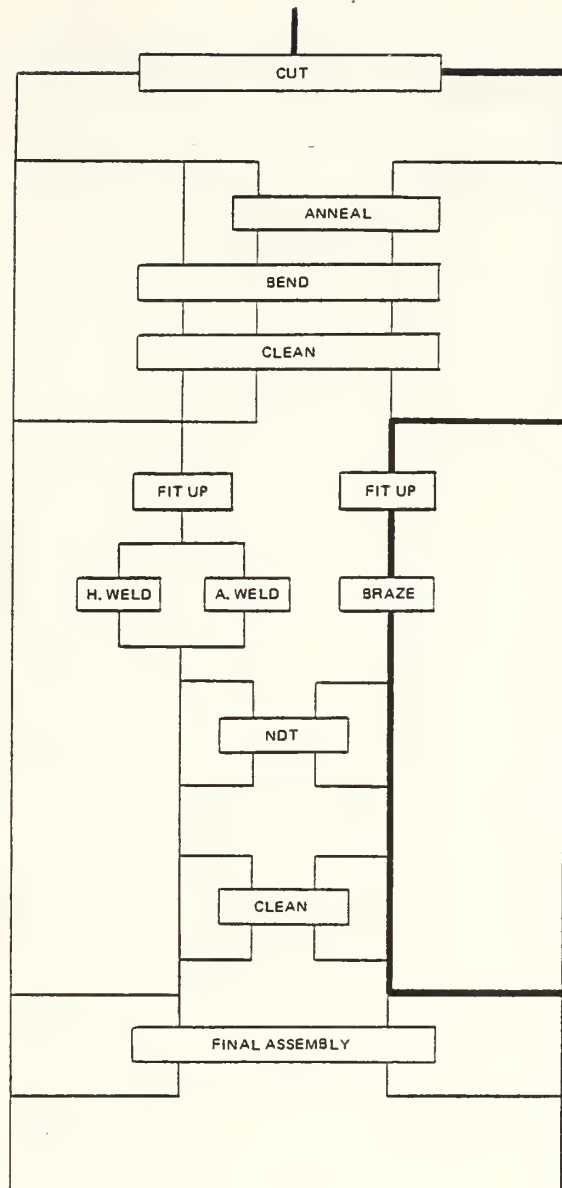 CUT
ANNEAL
BEND
CLEAN
FIT UP
FIT UP
H. WELD
A. WELD
BRAZE
NDT
CLEAN
FINAL ASSEMBLY